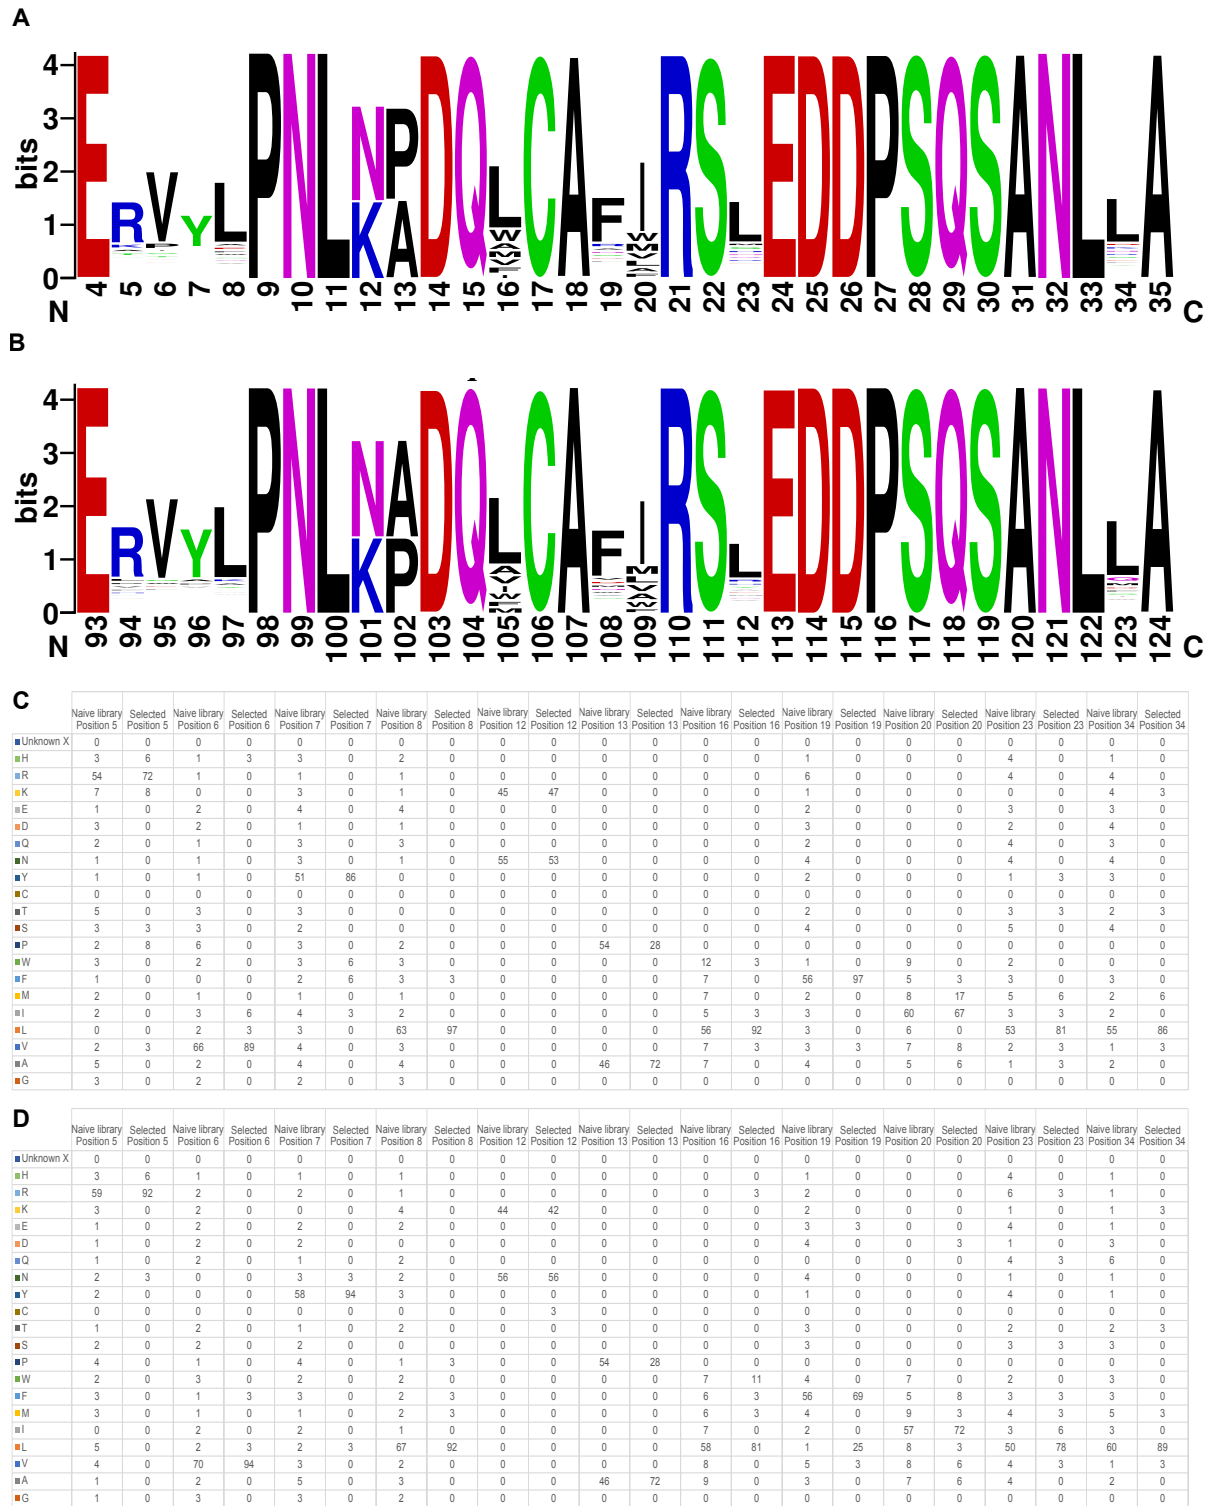 A
bits
4
3
2
1
0
E R V Y L P N L N P D Q L C A F I R S L E D D P S Q S A N L L A
K A W
N 4 5 6 7 8 9 10 11 12 13 14 15 16 17 18 19 20 21 22 23 24 25 26 27 28 29 30 31 32 33 34 35 C
B
bits
4
3
2
1
0
E R V Y L P N L N A D Q L C A F I R S L E D D P S Q S A N L L A
K P
N 93 94 95 96 97 98 99 100 101 102 103 104 105 106 107 108 109 110 111 112 113 114 115 116 117 118 119 120 121 122 123 124 C
C
Naive library Position 5 Selected Position 5 Naive library Position 6 Selected Position 6 Naive library Position 7 Selected Position 7 Naive library Position 8 Selected Position 8 Naive library Position 12 Selected Position 12 Naive library Position 13 Selected Position 13 Naive library Position 16 Selected Position 16 Naive library Position 19 Selected Position 19 Naive library Position 20 Selected Position 20 Naive library Position 23 Selected Position 23 Naive library Position 34 Selected Position 34
Unknown X 0 0 0 0 0 0 0 0 0 0 0 0 0 0 0 0 0 0 0 0 0 0
H 3 6 1 3 3 0 2 0 0 0 0 0 0 0 1 0 0 0 4 0 1 0
R 54 72 1 0 1 0 1 0 0 0 0 0 0 0 6 0 0 0 4 0 4 0
K 7 8 0 0 3 0 1 0 45 47 0 0 0 0 1 0 0 0 0 0 4 3
E 1 0 2 0 4 0 4 0 0 0 0 0 0 0 2 0 0 0 3 0 3 0
D 3 0 2 0 1 0 1 0 0 0 0 0 0 0 3 0 0 0 2 0 4 0
Q 2 0 1 0 3 0 3 0 0 0 0 0 0 0 2 0 0 0 4 0 3 0
N 1 0 1 0 3 0 1 0 55 53 0 0 0 0 4 0 0 0 4 0 4 0
Y 1 0 1 0 51 86 0 0 0 0 0 0 0 0 2 0 0 0 1 3 3 0
C 0 0 0 0 0 0 0 0 0 0 0 0 0 0 0 0 0 0 0 0 0 0
T 5 0 3 0 3 0 0 0 0 0 0 0 0 0 2 0 0 0 3 3 2 3
S 3 3 3 0 2 0 0 0 0 0 0 0 0 0 4 0 0 0 5 0 4 0
P 2 8 6 0 3 0 2 0 0 0 54 28 0 0 0 0 0 0 0 0 0 0
W 3 0 2 0 3 6 3 0 0 0 0 0 12 3 1 0 9 0 2 0 0 0
F 1 0 0 0 2 6 3 3 0 0 0 0 7 0 56 97 5 3 3 0 3 0
M 2 0 1 0 1 0 1 0 0 0 0 0 7 0 2 0 8 17 5 6 2 6
I 2 0 3 6 4 3 2 0 0 0 0 0 5 3 3 0 60 67 3 3 2 0
L 0 0 2 3 3 0 63 97 0 0 0 0 56 92 3 0 6 0 53 81 55 86
V 2 3 66 89 4 0 3 0 0 0 0 0 7 3 3 3 7 8 2 3 1 3
A 5 0 2 0 4 0 4 0 0 0 46 72 7 0 4 0 5 6 1 3 2 0
G 3 0 2 0 2 0 3 0 0 0 0 0 0 0 0 0 0 0 0 0 0 0
D
Naive library Position 5 Selected Position 5 Naive library Position 6 Selected Position 6 Naive library Position 7 Selected Position 7 Naive library Position 8 Selected Position 8 Naive library Position 12 Selected Position 12 Naive library Position 13 Selected Position 13 Naive library Position 16 Selected Position 16 Naive library Position 19 Selected Position 19 Naive library Position 20 Selected Position 20 Naive library Position 23 Selected Position 23 Naive library Position 34 Selected Position 34
Unknown X 0 0 0 0 0 0 0 0 0 0 0 0 0 0 0 0 0 0 0 0 0 0
H 3 6 1 0 1 0 1 0 0 0 0 0 0 0 1 0 0 0 4 0 1 0
R 59 92 2 0 2 0 1 0 0 0 0 0 0 3 2 0 0 0 6 3 1 0
K 3 0 2 0 0 0 4 0 44 42 0 0 0 0 2 0 0 0 1 0 1 3
E 1 0 2 0 2 0 2 0 0 0 0 0 0 0 3 3 0 0 4 0 1 0
D 1 0 2 0 2 0 0 0 0 0 0 0 0 0 4 0 0 3 1 0 3 0
Q 1 0 2 0 1 0 2 0 0 0 0 0 0 0 0 0 0 0 4 3 6 0
N 2 3 0 0 3 3 2 0 56 56 0 0 0 0 4 0 0 0 1 0 1 0
Y 2 0 0 0 58 94 3 0 0 0 0 0 0 0 1 0 0 0 4 0 1 0
C 0 0 0 0 0 0 0 0 0 3 0 0 0 0 0 0 0 0 0 0 0 0
T 1 0 2 0 1 0 2 0 0 0 0 0 0 0 3 0 0 0 2 0 2 3
S 2 0 2 0 2 0 0 0 0 0 0 0 0 0 3 0 0 0 3 3 3 0
P 4 0 1 0 4 0 1 3 0 0 54 28 0 0 0 0 0 0 0 0 0 0
W 2 0 3 0 2 0 2 0 0 0 0 0 7 11 4 0 7 0 2 0 3 0
F 3 0 1 3 3 0 2 3 0 0 0 0 6 3 56 69 5 8 3 3 3 0
M 3 0 1 0 1 0 2 3 0 0 0 0 6 3 4 0 9 3 4 3 5 3
I 0 0 2 0 2 0 1 0 0 0 0 0 7 0 2 0 57 72 3 6 3 0
L 5 0 2 3 2 3 67 92 0 0 0 0 58 81 1 25 8 3 50 78 60 89
V 4 0 70 94 3 0 2 0 0 0 0 0 8 0 5 3 8 6 4 3 1 3
A 1 0 2 0 5 0 3 0 0 0 46 72 9 0 3 0 7 6 4 0 2 0
G 1 0 3 0 3 0 2 0 0 0 0 0 0 0 0 0 0 0 0 0 0 0